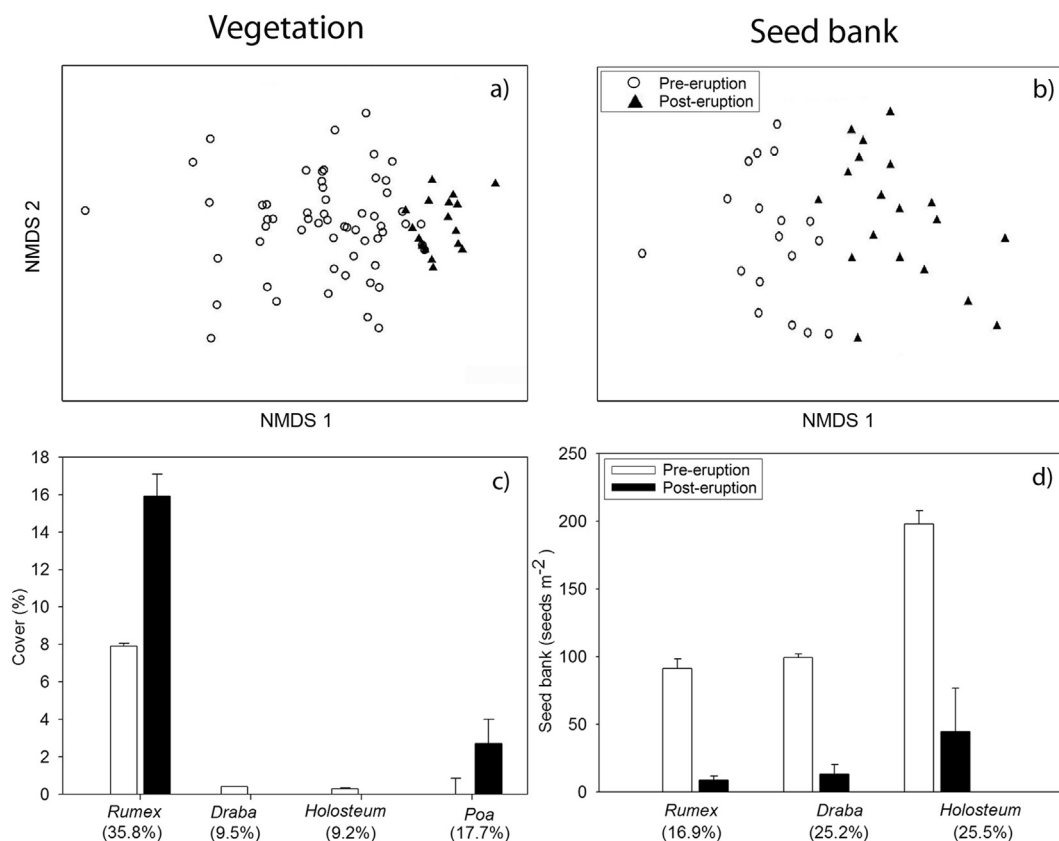 Vegetation
Seed bank
a)
NMDS 2
NMDS 1
b)
Pre-eruption
Post-eruption
NMDS 1
c)
Cover (%)
18
16
14
12
10
8
6
4
2
0
Rumex Draba Holosteum Poa
(35.8%) (9.5%) (9.2%) (17.7%)
d)
Pre-eruption
Post-eruption
Seed bank (seeds m-2 )
250
200
150
100
50
0
Rumex Draba Holosteum
(16.9%) (25.2%) (25.5%)